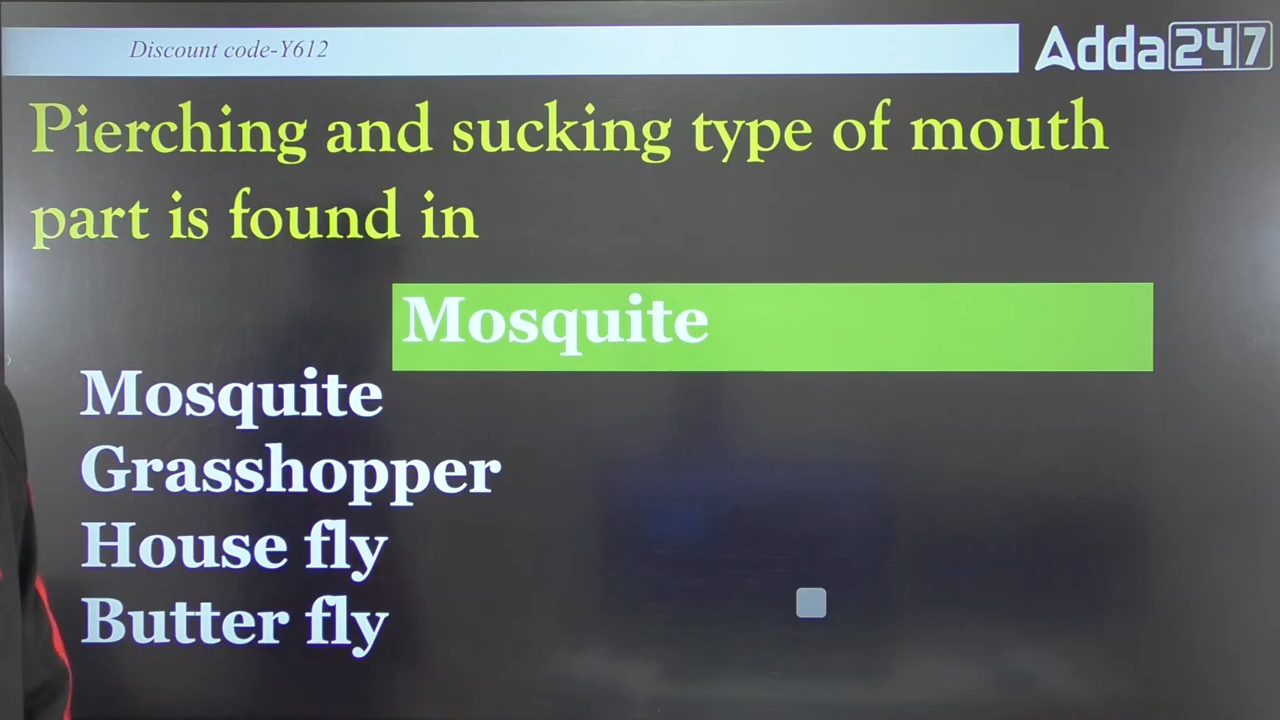 Discount code-Y612
Adda247
Pierching and sucking type of mouth
part is found in
Mosquite
Mosquite
Grasshopper
House fly
Butter fly